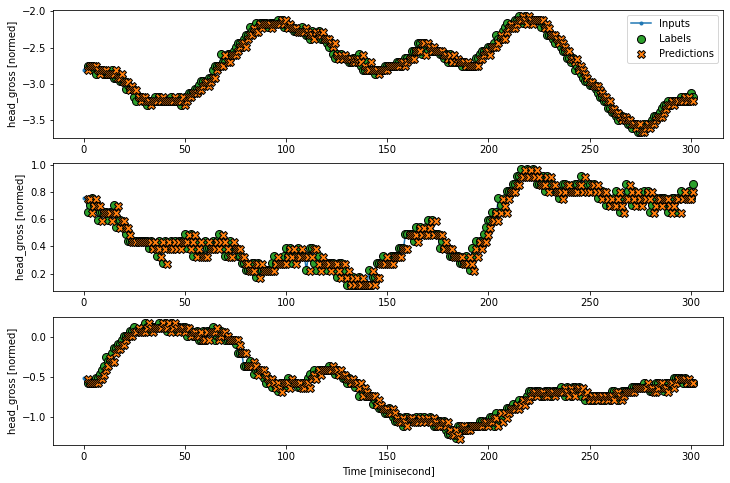 −2.0
−2.5
−3.0
−3.5
head_gross [normed]
Inputs
Labels
Predictions
0 50 100 150 200 250 300
1.0
0.8
0.6
0.4
0.2
head_gross [normed]
0 50 100 150 200 250 300
0.0
−0.5
−1.0
head_gross [normed]
0 50 100 150 200 250 300
Time [minisecond]